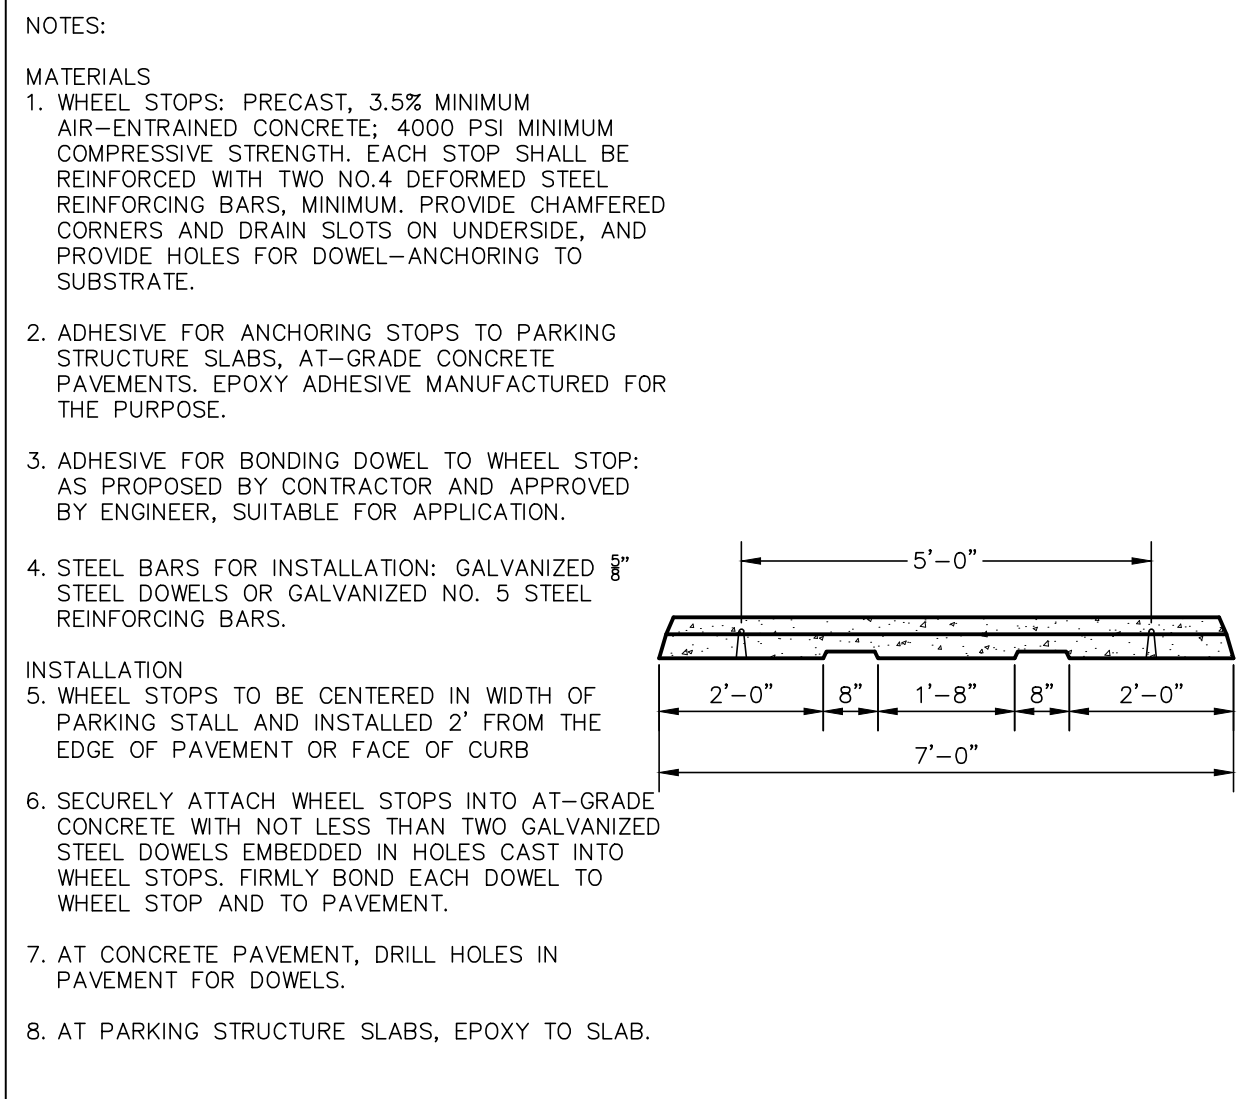 NOTES:
MATERIALS
1. WHEEL STOPS: PRECAST, 3.5% MINIMUM
AIR-ENTRAINED CONCRETE; 4000 PSI MINIMUM
COMPRESSIVE STRENGTH. EACH STOP SHALL BE
REINFORCED WITH TWO NO.4 DEFORMED STEEL
REINFORCING BARS, MINIMUM. PROVIDE CHAMFERED
CORNERS AND DRAIN SLOTS ON UNDERSIDE, AND
PROVIDE HOLES FOR DOWEL-ANCHORING TO
SUBSTRATE.
2. ADHESIVE FOR ANCHORING STOPS TO PARKING
STRUCTURE SLABS, AT-GRADE CONCRETE
PAVEMENTS. EPOXY ADHESIVE MANUFACTURED FOR
THE PURPOSE.
3. ADHESIVE FOR BONDING DOWEL TO WHEEL STOP:
AS PROPOSED BY CONTRACTOR AND APPROVED
BY ENGINEER, SUITABLE FOR APPLICATION.
4. STEEL BARS FOR INSTALLATION: GALVANIZED 5/8"
STEEL DOWELS OR GALVANIZED NO. 5 STEEL
REINFORCING BARS.
INSTALLATION
5. WHEEL STOPS TO BE CENTERED IN WIDTH OF
PARKING STALL AND INSTALLED 2' FROM THE
EDGE OF PAVEMENT OR FACE OF CURB
6. SECURELY ATTACH WHEEL STOPS INTO AT-GRADE
CONCRETE WITH NOT LESS THAN TWO GALVANIZED
STEEL DOWELS EMBEDDED IN HOLES CAST INTO
WHEEL STOPS. FIRMLY BOND EACH DOWEL TO
WHEEL STOP AND TO PAVEMENT.
7. AT CONCRETE PAVEMENT, DRILL HOLES IN
PAVEMENT FOR DOWELS.
8. AT PARKING STRUCTURE SLABS, EPOXY TO SLAB.
5'-0"
2'-0" 8" 1'-8" 8" 2'-0"
7'-0"